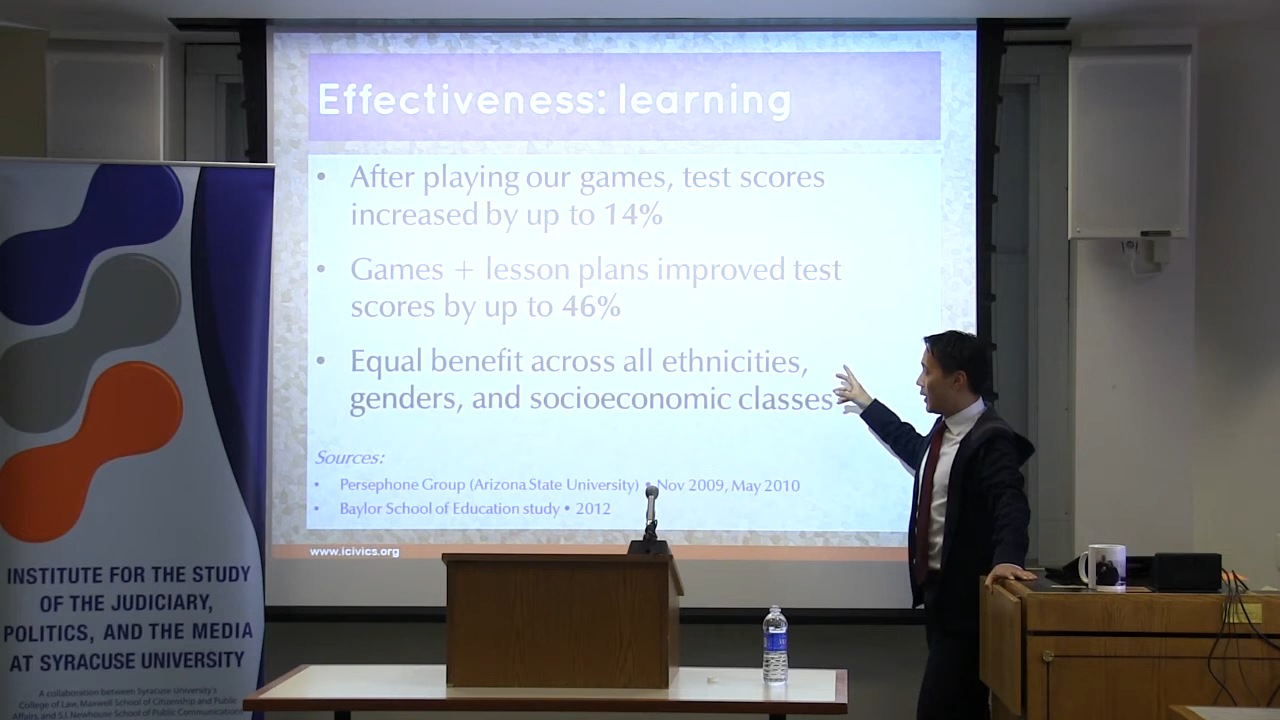 Effectiveness: learning
• After playing our games, test scores
increased by up to 14%
• Games + lesson plans improved test
scores by up to 46%
• Equal benefit across all ethnicities,
genders, and socioeconomic classes
Sources:
• Persephone Group (Arizona State University) • Nov 2009, May 2010
• Baylor School of Education study • 2012
www.icivics.org
INSTITUTE FOR THE STUDY
OF THE JUDICIARY,
POLITICS, AND THE MEDIA
AT SYRACUSE UNIVERSITY
A collaboration between Syracuse University's
College of Law, Maxwell School of Citizenship and Public
Affairs and S.I. Newhouse School of Public Communications